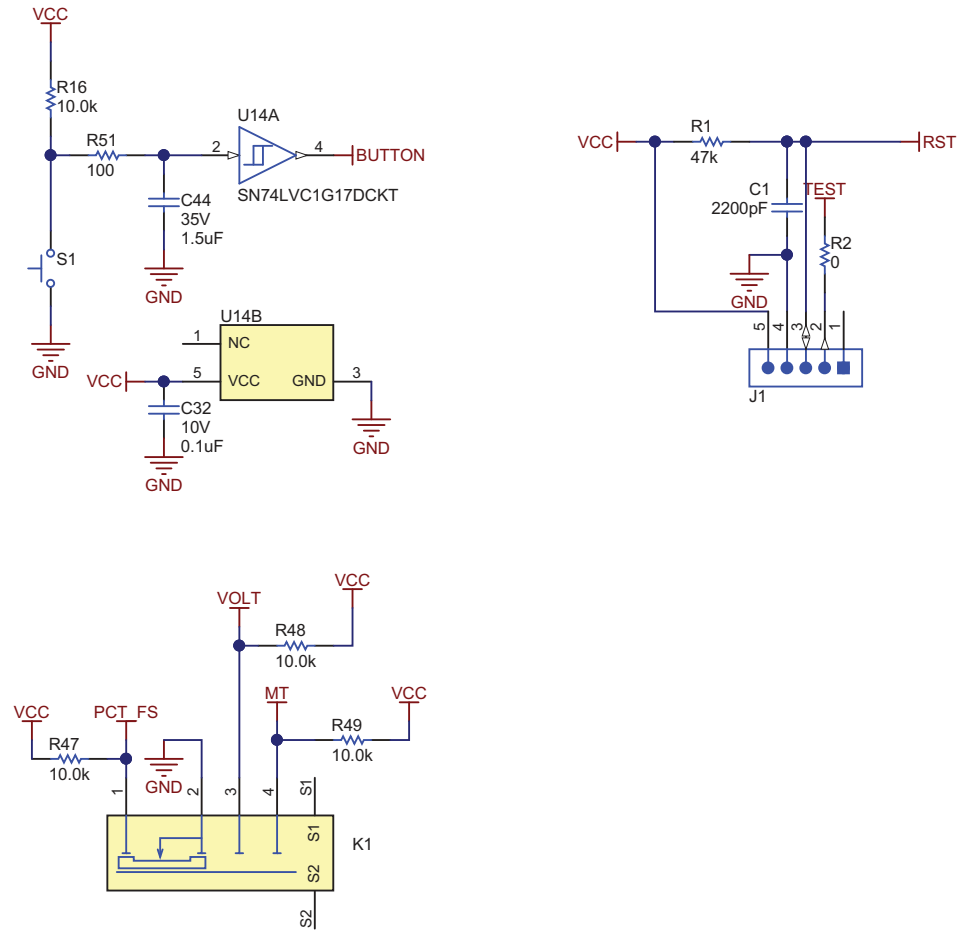 VCC
R16
10.0k
R51
100
C44
35V
1.5uF
GND
S1
GND
U14A
2
4
BUTTON
SN74LVC1G17DCKT
U14B
1
NC
VCC
5
VCC
GND
3
C32
10V
0.1uF
GND
GND
VCC
R1
47k
RST
C1
2200pF
TEST
R2
0
GND
5
4
3
2
1
J1
VOLT
VCC
R48
10.0k
MT
VCC
R49
10.0k
VCC
PCT_FS
R47
10.0k
GND
1
2
3
4
S1
S1
S2
S2
K1